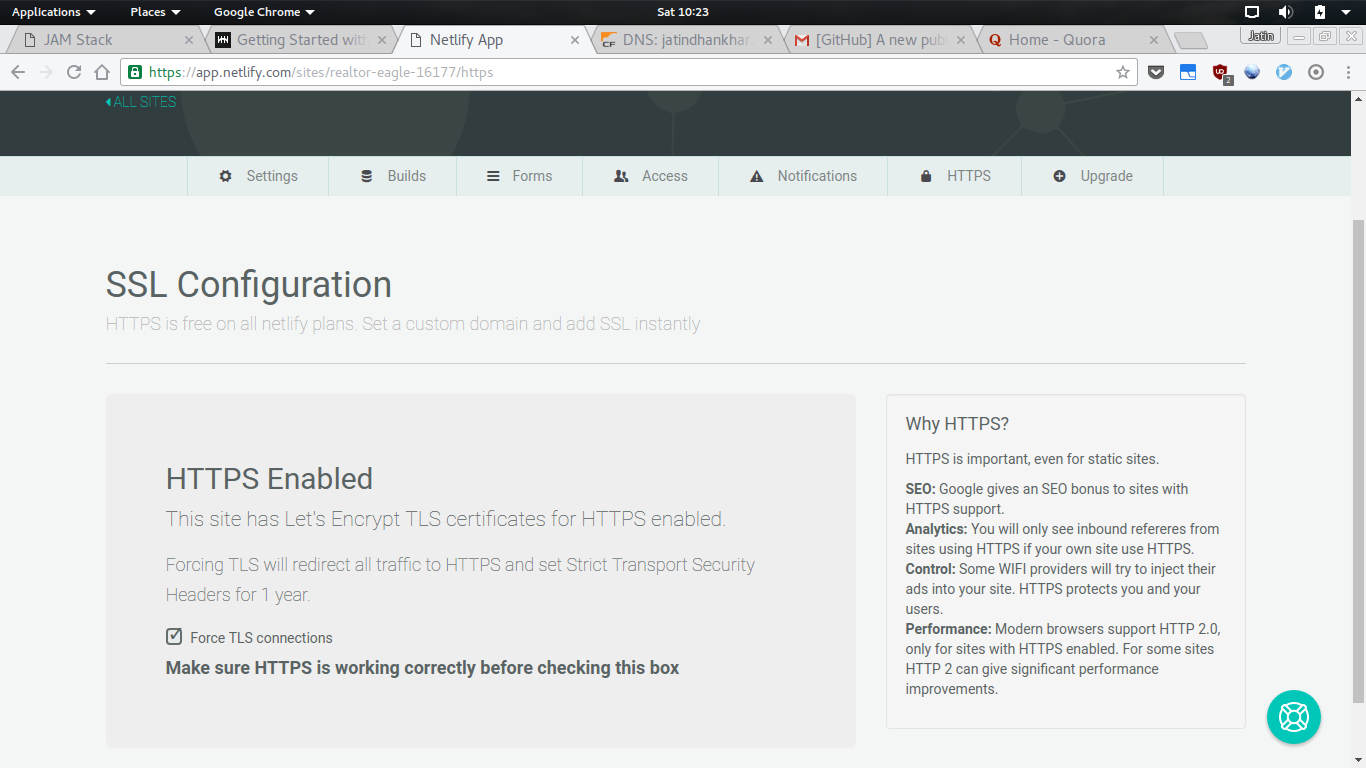 Applications Places Google Chrome Sat 10:23
JAM Stack Getting Started with Netlify App DNS: jatindhankhar. [GitHub] A new pub Home - Quora Jatin
https://app.netlify.com/sites/realtor-eagle-16177/https 2
ALL SITES
Settings Builds Forms Access Notifications HTTPS Upgrade
SSL Configuration
HTTPS is free on all netlify plans. Set a custom domain and add SSL instantly
HTTPS Enabled
This site has Let's Encrypt TLS certificates for HTTPS enabled.
Forcing TLS will redirect all traffic to HTTPS and set Strict Transport Security
Headers for 1 year.
Force TLS connections
Make sure HTTPS is working correctly before checking this box
Why HTTPS?
HTTPS is important, even for static sites.
SEO: Google gives an SEO bonus to sites with
HTTPS support.
Analytics: You will only see inbound refereres from
sites using HTTPS if your own site use HTTPS.
Control: Some WIFI providers will try to inject their
ads into your site. HTTPS protects you and your
users.
Performance: Modern browsers support HTTP 2.0,
only for sites with HTTPS enabled. For some sites
HTTP 2 can give significant performance
improvements.